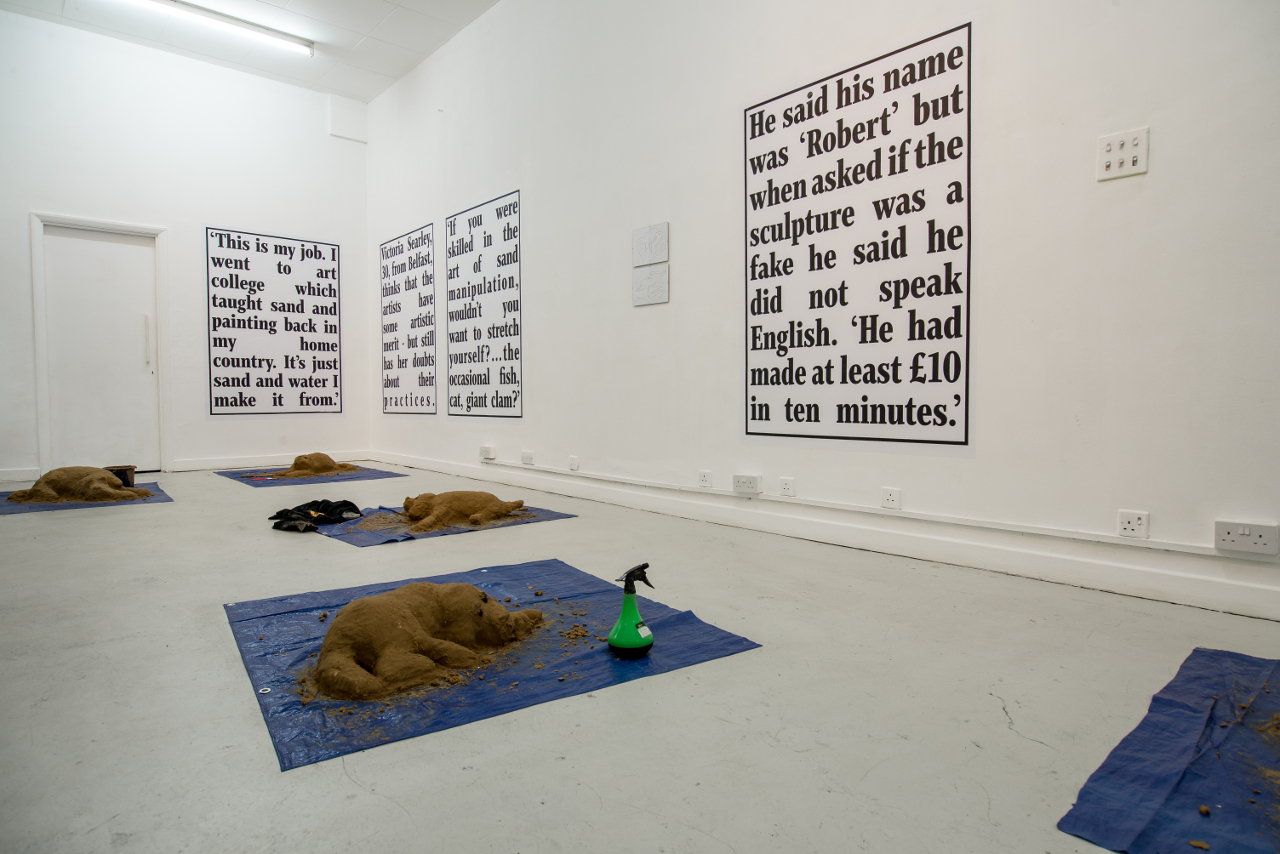 ‘This is my job. I
went to art
college which
taught sand and
painting back in
my home
country. It’s just
sand and water I
make it from.’
Victoria Searley,
30, from Belfast,
thinks that the
artists have
some artistic
merit - but still
has her doubts
about their
practices.
‘If you were
skilled in the
art of sand
manipulation,
wouldn’t you
want to stretch
yourself?...the
occasional fish,
cat, giant clam?’
He said his name
was ‘Robert’ but
when asked if the
sculpture was a
fake he said he
did not speak
English. ‘He had
made at least £10
in ten minutes.’